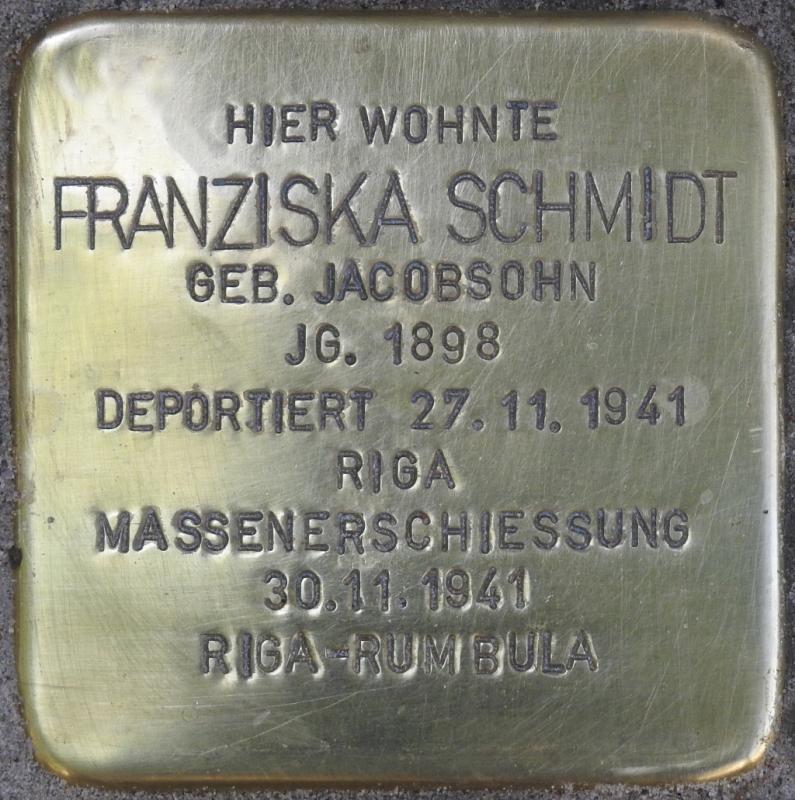 HIER WOHNTE
FRANZISKA SCHMIDT
GEB. JACOBSOHN
JG. 1898
DEPORTIERT 27.11.1941
RIGA
MASSENERSCHIESSUNG
30.11.1941
RIGA-RUMBULA